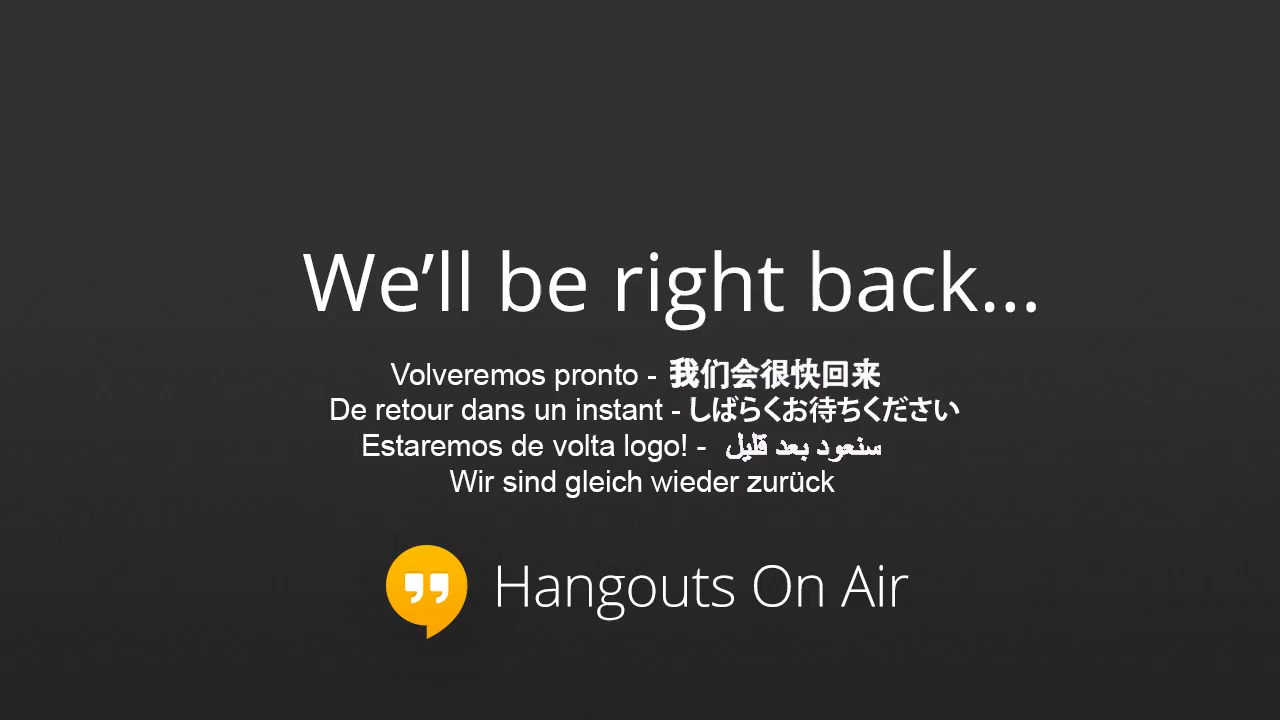 We’ll be right back...
Volveremos pronto - 我们会很快回来
De retour dans un instant - しばらくお待ちください
Estaremos de volta logo! - سنعود بعد قليل
Wir sind gleich wieder zurück
Hangouts On Air